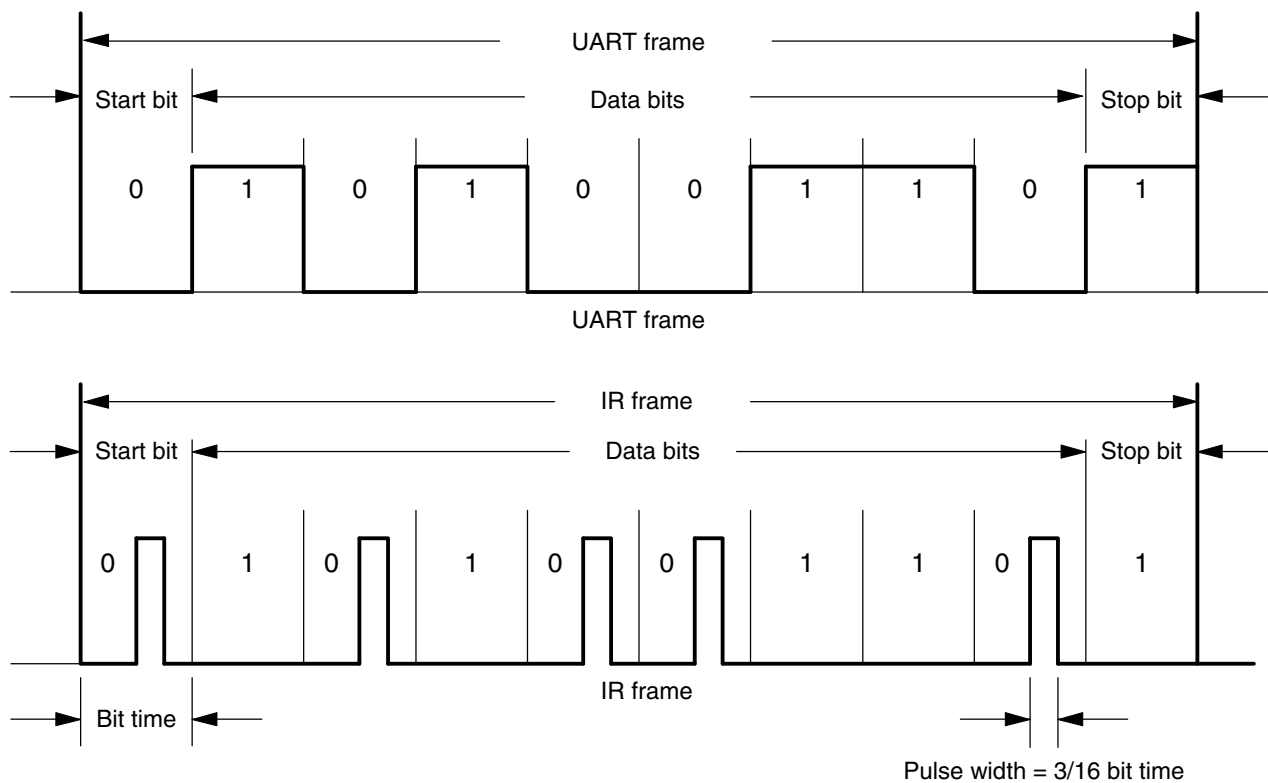 UART frame
Start bit Data bits Stop bit
0 1 0 1 0 0 1 1 0 1
UART frame
IR frame
Start bit Data bits Stop bit
0 1 0 1 0 0 1 1 0 1
IR frame
Bit time
Pulse width = 3/16 bit time